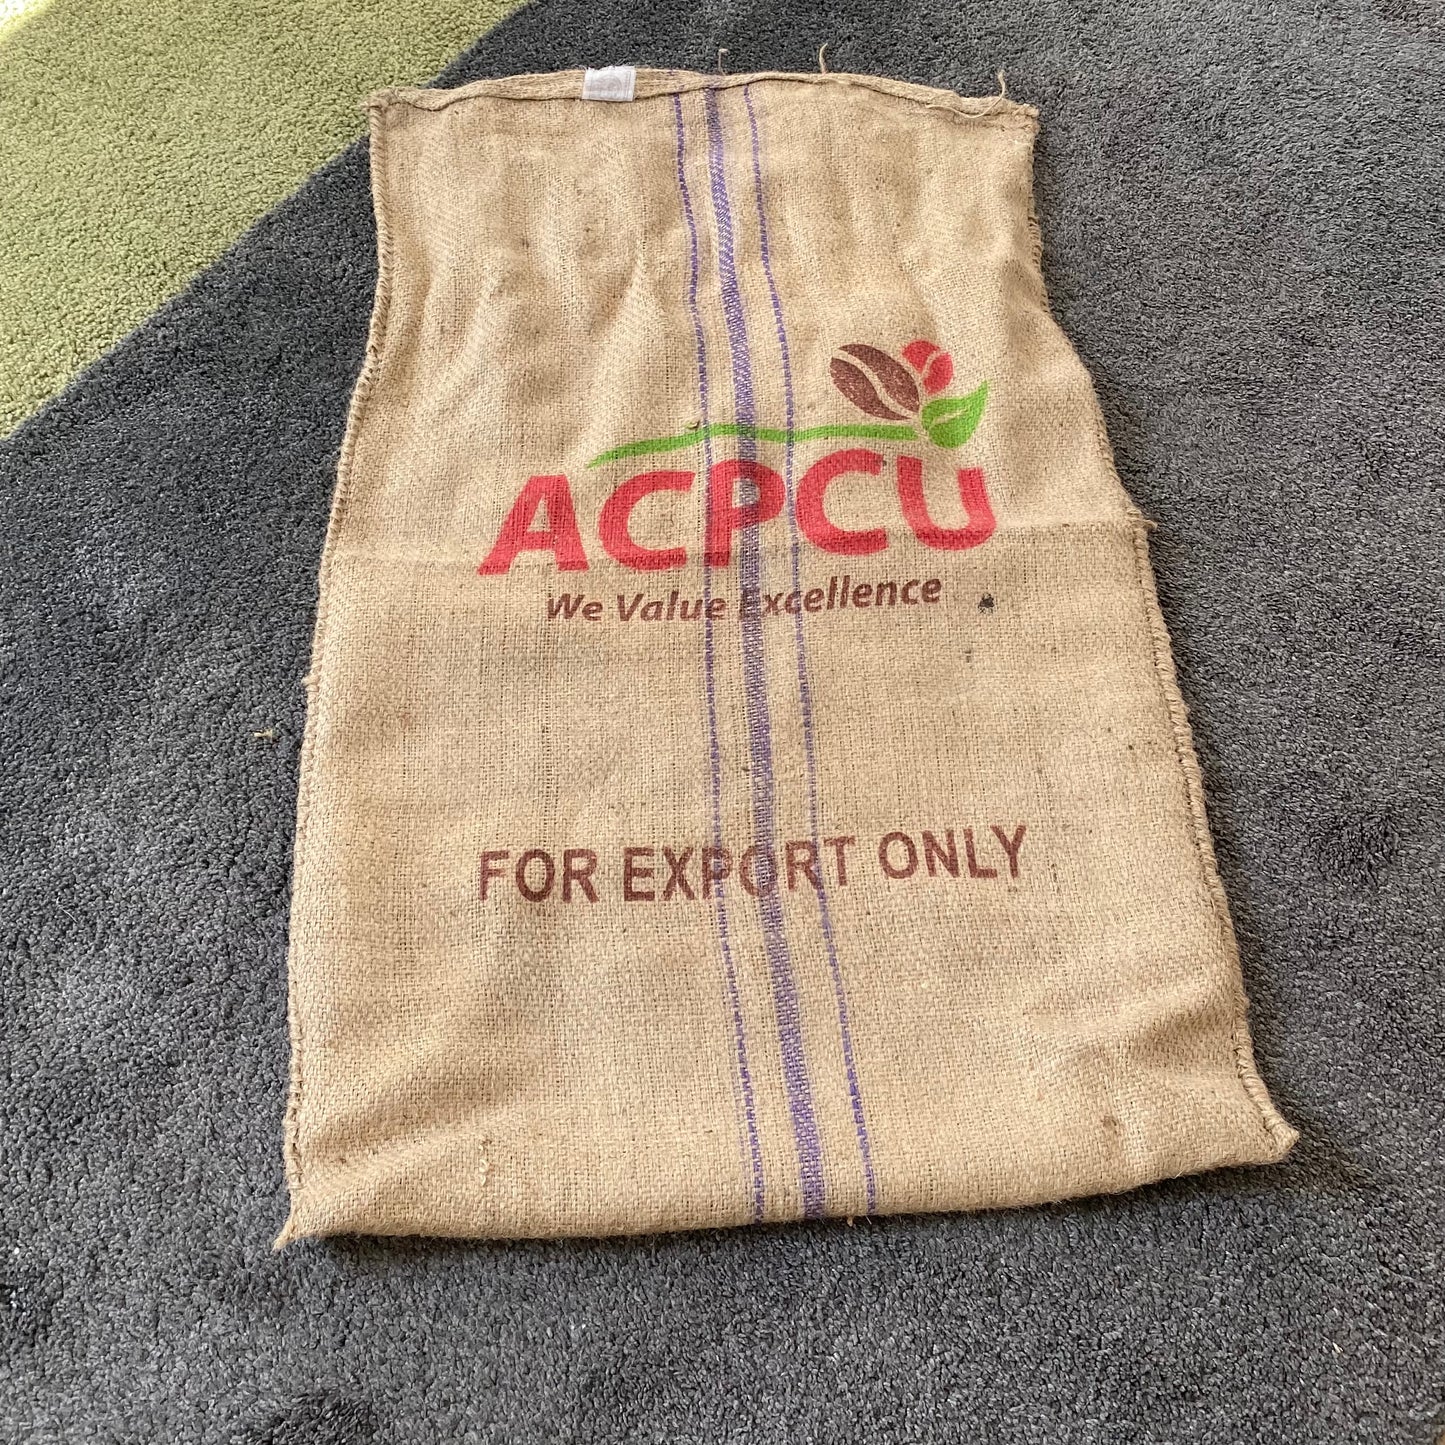 ACPCU
We Value Excellence
FOR EXPORT ONLY